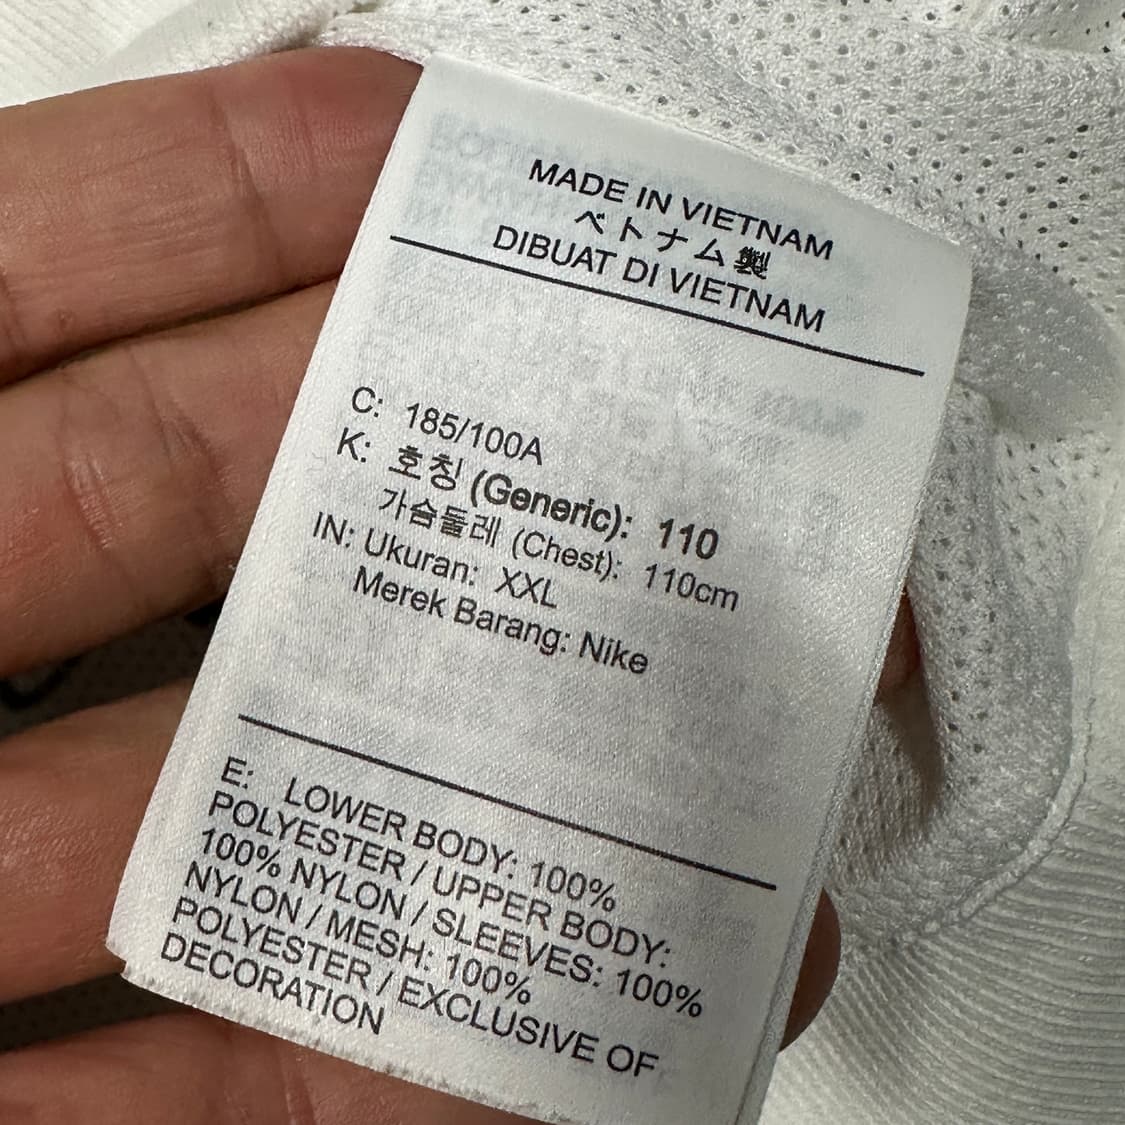 MADE IN VIETNAM
ベトナム製
DIBUAT DI VIETNAM
C: 185/100A
K: 호칭 (Generic): 110
가슴둘레 (Chest): 110cm
IN: Ukuran: XXL
Merek Barang: Nike
E: LOWER BODY: 100%
POLYESTER / UPPER BODY:
100% NYLON / SLEEVES: 100%
NYLON / MESH: 100%
POLYESTER / EXCLUSIVE OF
DECORATION